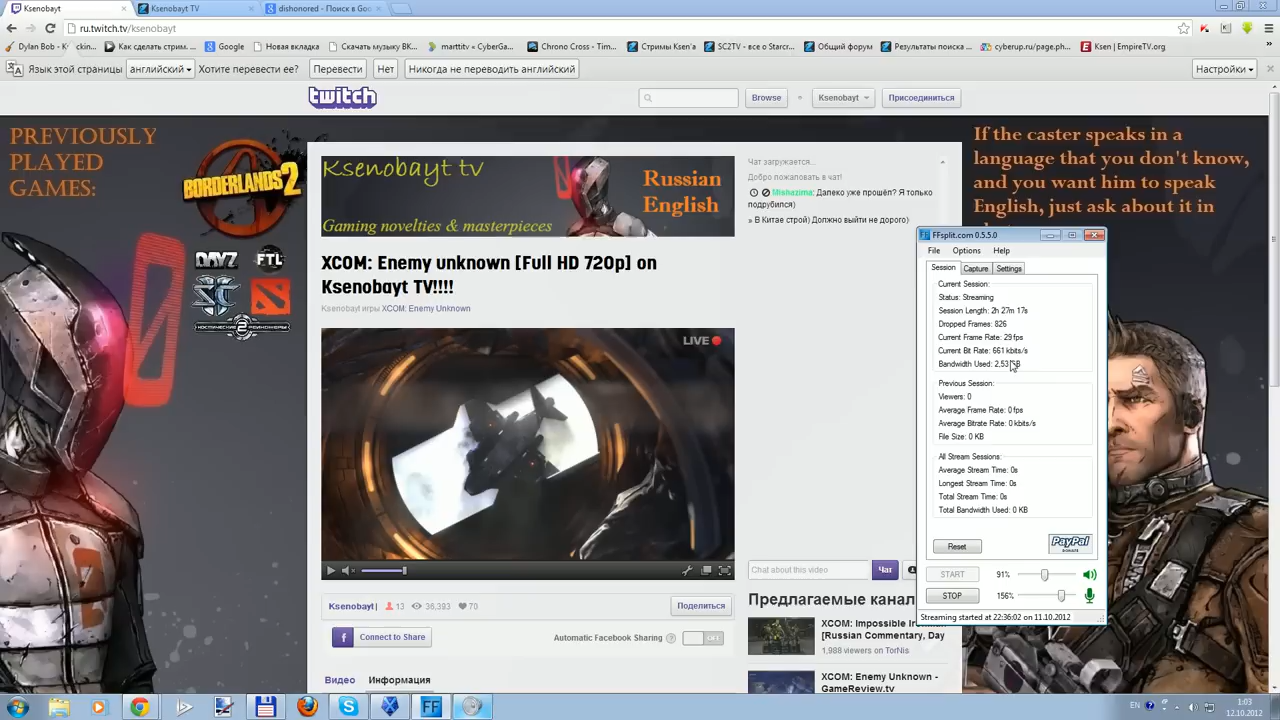 Ksenobayt
Ksenobayt TV
dishonored - Поиск в Goo
ru.twitch.tv/ksenobayt
Dylan Bob -
Как сделать стрим. ...
Google
Новая вкладка
Скачать музыку ВК...
marttitv « CyberGa...
Chrono Cross - Tim...
Стримы Ksen'а
SC2TV - все о Starcr...
Общий форум
Результаты поиска ...
cyberup.ru/page.ph...
Ksen | EmpireTV.org
Язык этой страницы
английский
Хотите перевести ее?
Перевести
Нет
Никогда не переводить английский
Настройки
twitch
Browse
Ksenobayt
Присоединиться
PREVIOUSLY
PLAYED
GAMES:
BORDERLANDS 2
DAYZ
FTL
КОСМИЧЕСКИЕ РЕЙНДЖЕРЫ
Ksenobayt tv
Russian
English
Gaming novelties & masterpieces
Чат загружается...
Добро пожаловать в чат!
Mishazima: Далеко уже прошёл? Я только
подрубился)
» В Китае строй) Должно выйти не дорого)
If the caster speaks in a
language that you don't know,
and you want him to speak
English, just ask about it in
XCOM: Enemy unknown [Full HD 720p] on
Ksenobayt TV!!!!
Ksenobayt игры XCOM: Enemy Unknown
LIVE
FFsplit.com 0.5.5.0
File
Options
Help
Session
Capture
Settings
Current Session:
Status: Streaming
Session Length: 2h 27m 17s
Dropped Frames: 826
Current Frame Rate: 29 fps
Current Bit Rate: 661 kbits/s
Bandwidth Used: 2,53 GB
Previous Session:
Viewers: 0
Average Frame Rate: 0 fps
Average Bitrate Rate: 0 kbits/s
File Size: 0 KB
All Stream Sessions:
Average Stream Time: 0s
Longest Stream Time: 0s
Total Stream Time: 0s
Total Bandwidth Used: 0 KB
Reset
PayPal
DONATE
START
91%
STOP
156%
Streaming started at 22:36:02 on 11.10.2012
Chat about this video
Чат
Ksenobayt
13
36,393
70
Поделиться
f
Connect to Share
Automatic Facebook Sharing
OFF
Видео
Информация
Предлагаемые кана
XCOM: Impossible
[Russian Commentary, Day
1,988 viewers on TorNis
XCOM: Enemy Unknown -
GameReview.tv
FF
EN
1:03
12.10.2012